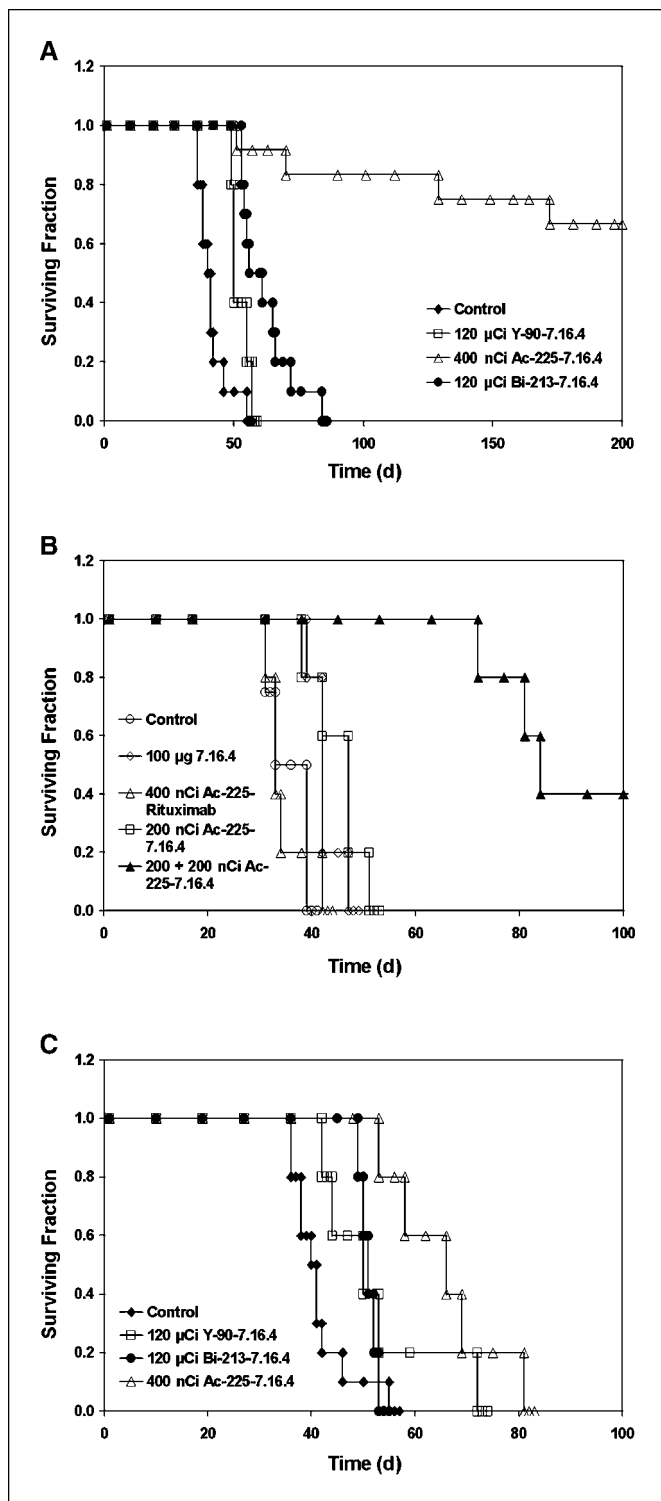 A
1.2
1.0
0.8
0.6
0.4
0.2
0.0
Surviving Fraction
0
50
100
150
200
Time (d)
Control
120 µCi Y-90-7.16.4
400 nCi Ac-225-7.16.4
120 µCi Bi-213-7.16.4
B
1.2
1.0
0.8
0.6
0.4
0.2
0.0
Surviving Fraction
0
20
40
60
80
100
Time (d)
Control
100 µg 7.16.4
400 nCi Ac-225-
Rituximab
200 nCi Ac-225-
7.16.4
200 + 200 nCi Ac-
225-7.16.4
C
1.2
1.0
0.8
0.6
0.4
0.2
0.0
Surviving Fraction
0
20
40
60
80
100
Time (d)
Control
120 µCi Y-90-7.16.4
120 µCi Bi-213-7.16.4
400 nCi Ac-225-7.16.4